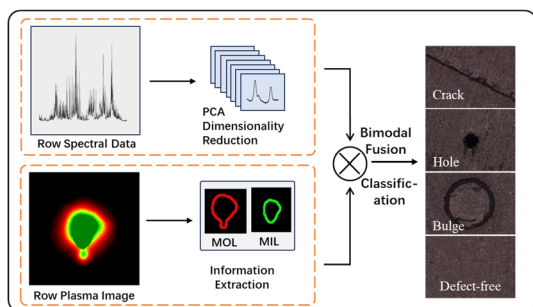 Row Spectral Data
PCA
Dimensionality
Reduction
Row Plasma Image
MOL
MIL
Information
Extraction
Bimodal
Fusion
Classific-
ation
Crack
Hole
Bulge
Defect-free